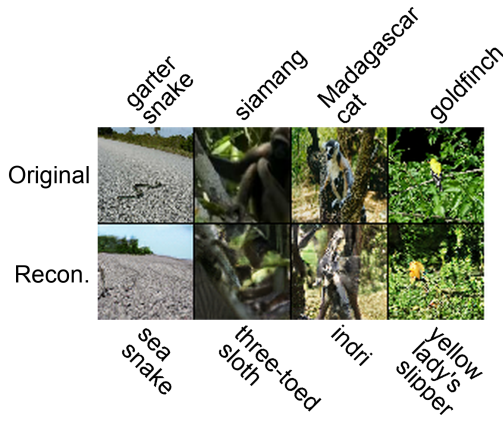 garter
snake
siamang
Madagascar
cat
goldfinch
Original
Recon.
sea
snake
three-toed
sloth
indri
yellow
lady's
slipper